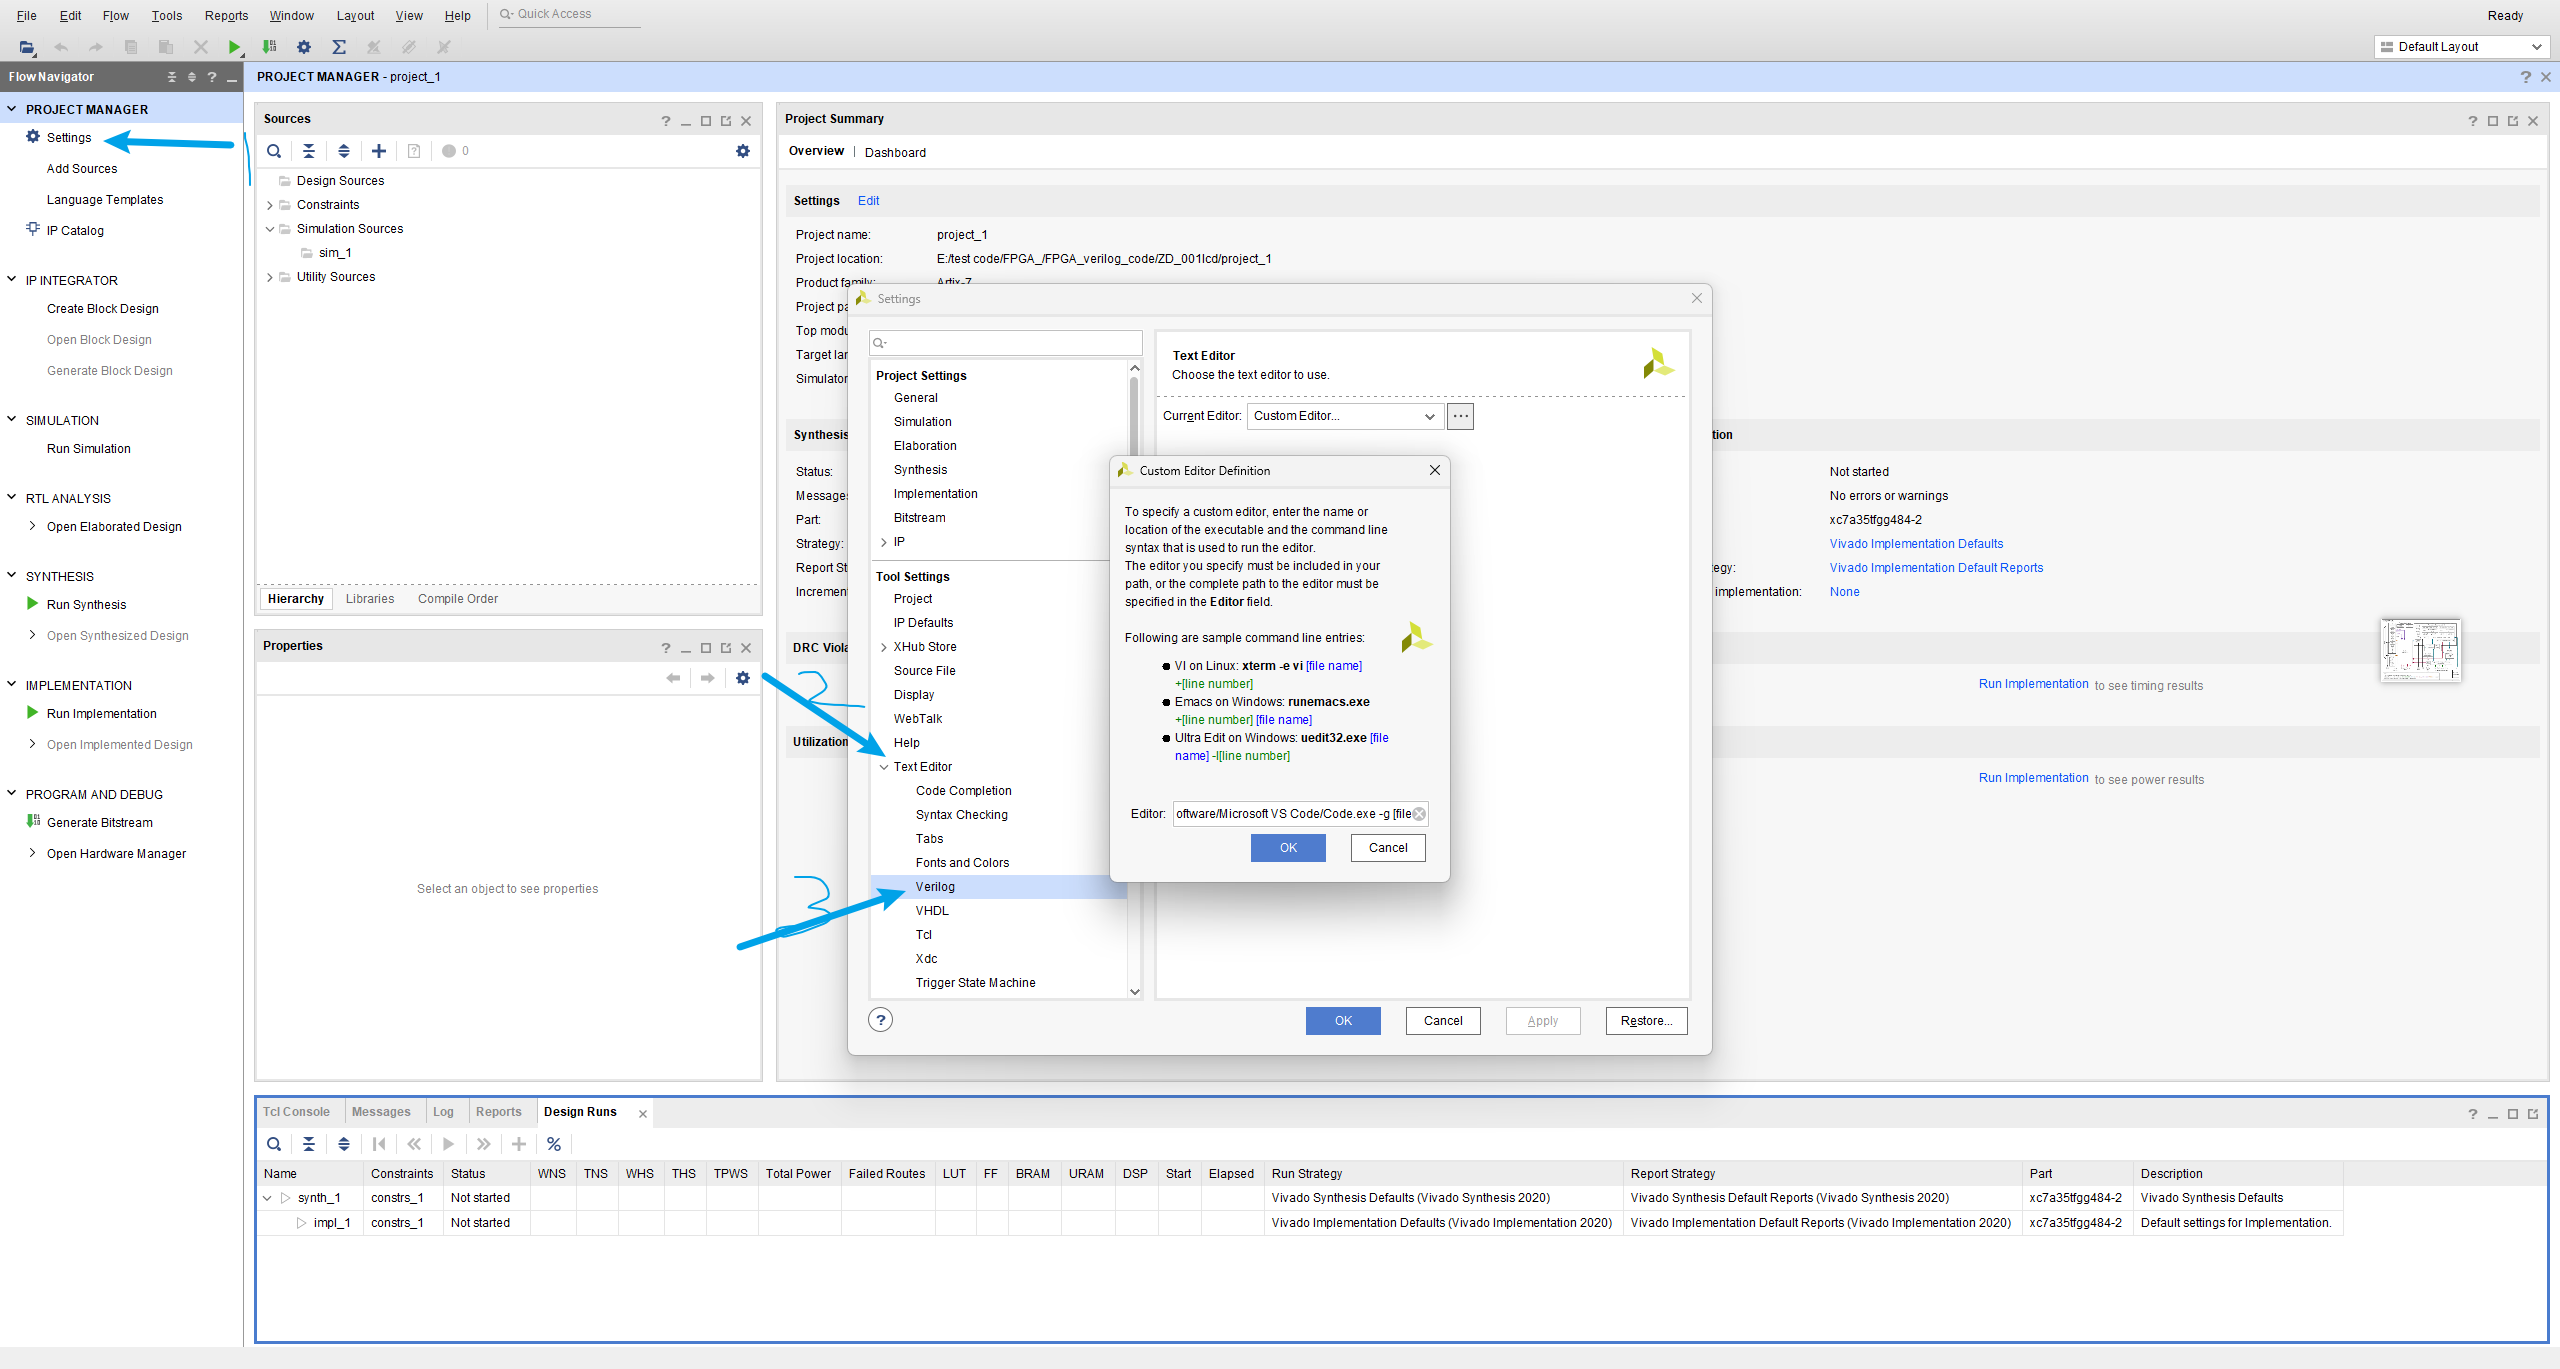 File Edit Flow Tools Reports Window Layout View Help Quick Access Ready
Default Layout
Flow Navigator
PROJECT MANAGER
Settings
Add Sources
Language Templates
IP Catalog
IP INTEGRATOR
Create Block Design
Open Block Design
Generate Block Design
SIMULATION
Run Simulation
RTL ANALYSIS
Open Elaborated Design
SYNTHESIS
Run Synthesis
Open Synthesized Design
IMPLEMENTATION
Run Implementation
Open Implemented Design
PROGRAM AND DEBUG
Generate Bitstream
Open Hardware Manager
PROJECT MANAGER - project_1
Sources
0
Design Sources
Constraints
Simulation Sources
sim_1
Utility Sources
Hierarchy Libraries Compile Order
Properties
Select an object to see properties
Project Summary
Overview | Dashboard
Settings Edit
Project name: project_1
Project location: E:/test code/FPGA_/FPGA_verilog_code/ZD_001lcd/project_1
Product family: Artix-7
Project pa
Top modu
Target lan
Simulator
Synthesis
Status:
Messages
Part:
Strategy:
Report St
Increment
DRC Viola
Utilization
tion
Not started
No errors or warnings
xc7a35tfgg484-2
Vivado Implementation Defaults
egy: Vivado Implementation Default Reports
implementation: None
Run Implementation to see timing results
Run Implementation to see power results
2
3
Settings
Project Settings
General
Simulation
Elaboration
Synthesis
Implementation
Bitstream
IP
Tool Settings
Project
IP Defaults
XHub Store
Source File
Display
WebTalk
Help
Text Editor
Code Completion
Syntax Checking
Tabs
Fonts and Colors
Verilog
VHDL
Tcl
Xdc
Trigger State Machine
Text Editor
Choose the text editor to use.
Current Editor: Custom Editor... ...
OK Cancel Apply Restore...
Custom Editor Definition
To specify a custom editor, enter the name or
location of the executable and the command line
syntax that is used to run the editor.
The editor you specify must be included in your
path, or the complete path to the editor must be
specified in the Editor field.
Following are sample command line entries:
VI on Linux: xterm -e vi [file name]
+[line number]
Emacs on Windows: runemacs.exe
+[line number] [file name]
Ultra Edit on Windows: uedit32.exe [file
name] -l[line number]
Editor: oftware/Microsoft VS Code/Code.exe -g [file
OK Cancel
Tcl Console Messages Log Reports Design Runs
Name Constraints Status WNS TNS WHS THS TPWS Total Power Failed Routes LUT FF BRAM URAM DSP Start Elapsed Run Strategy Report Strategy Part Description
synth_1 constrs_1 Not started Vivado Synthesis Defaults (Vivado Synthesis 2020) Vivado Synthesis Default Reports (Vivado Synthesis 2020) xc7a35tfgg484-2 Vivado Synthesis Defaults
impl_1 constrs_1 Not started Vivado Implementation Defaults (Vivado Implementation 2020) Vivado Implementation Default Reports (Vivado Implementation 2020) xc7a35tfgg484-2 Default settings for Implementation.